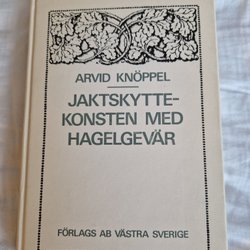 ARVID KNÖPPEL
JAKTSKYTTE-
KONSTEN MED
HAGELGEVÄR
FÖRLAGS AB VÄSTRA SVERIGE